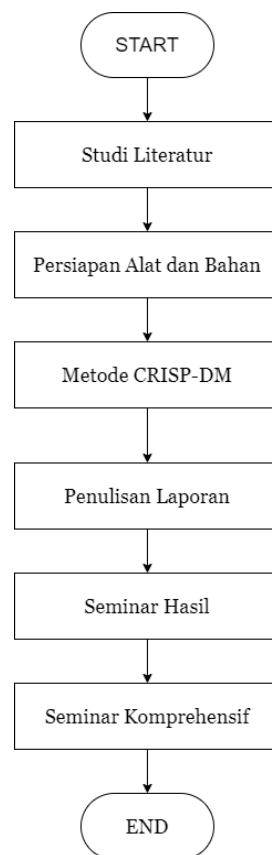 START
Studi Literatur
Persiapan Alat dan Bahan
Metode CRISP-DM
Penulisan Laporan
Seminar Hasil
Seminar Komprehensif
END